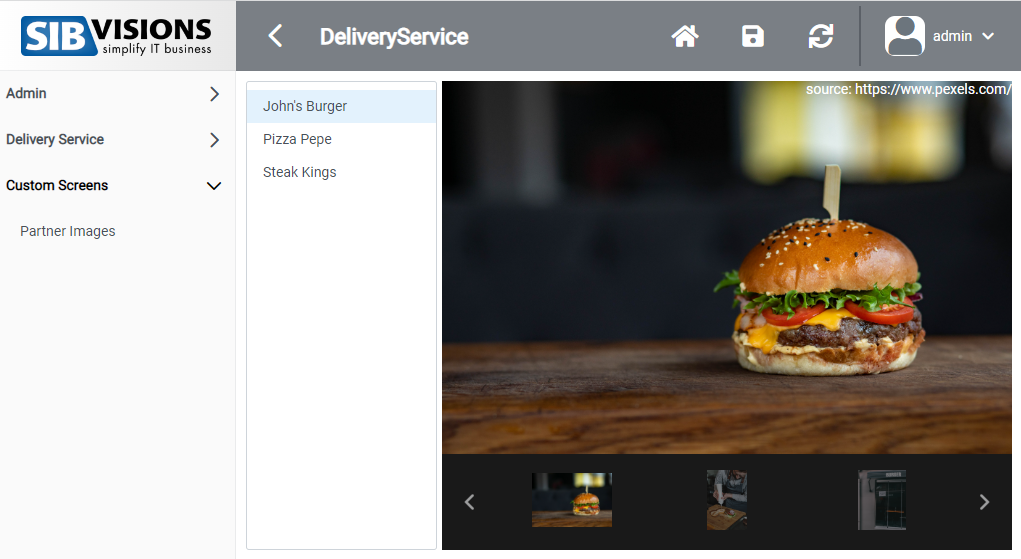 SIB VISIONS
simplify IT business
DeliveryService
admin
Admin
Delivery Service
Custom Screens
Partner Images
John's Burger
Pizza Pepe
Steak Kings
source: https://www.pexels.com/